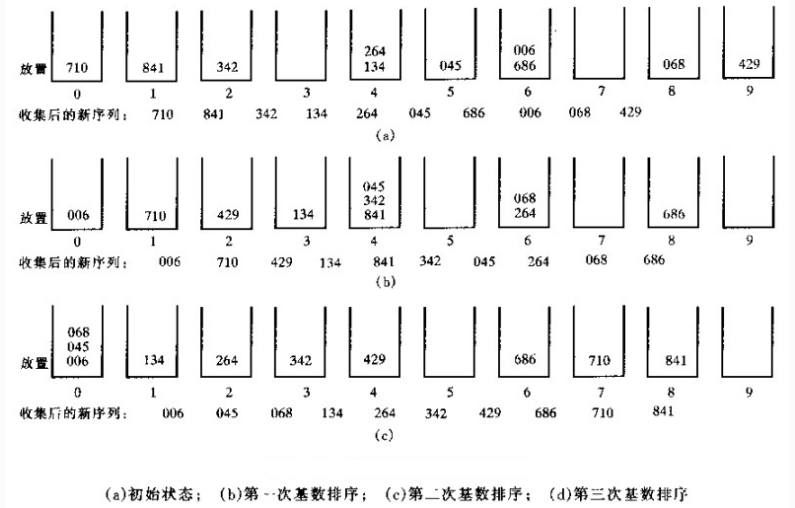 264 006
放置 710 841 342 134 045 686 068 429
0 1 2 3 4 5 6 7 8 9
收集后的新序列: 710 841 342 134 264 045 686 006 068 429
(a)
045
342 068
放置 006 710 429 134 841 264 686
0 1 2 3 4 5 6 7 8 9
收集后的新序列: 006 710 429 134 841 342 045 264 068 686
(b)
068
045
放置 006 134 264 342 429 686 710 841
0 1 2 3 4 5 6 7 8 9
收集后的新序列: 006 045 068 134 264 342 429 686 710 841
(c)
(a)初始状态; (b)第一次基数排序; (c)第二次基数排序; (d)第三次基数排序